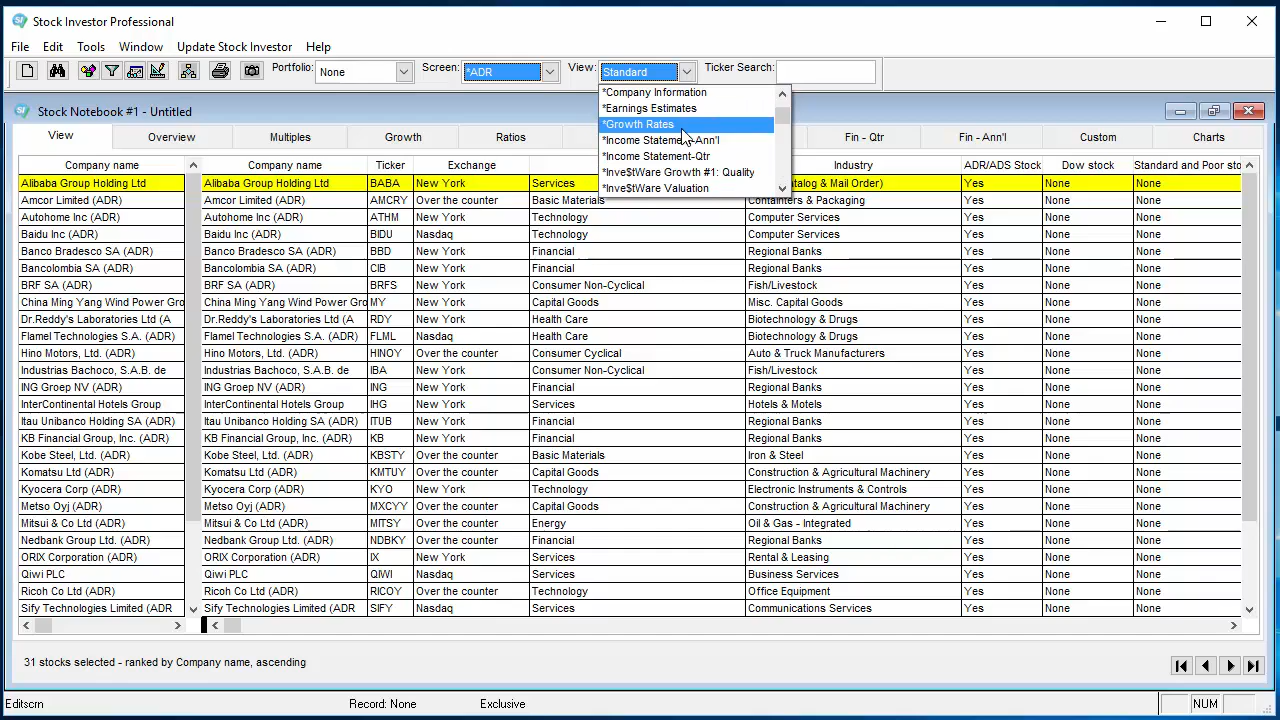 Stock Investor Professional
File Edit Tools Window Update Stock Investor Help
Portfolio: None Screen: *ADR View: Standard Ticker Search:
*Company Information
*Earnings Estimates
*Growth Rates
*Income Statement-Ann'l
*Income Statement-Qtr
*Inve$tWare Growth #1: Quality
*Inve$tWare Valuation
Stock Notebook #1 - Untitled
View Overview Multiples Growth Ratios Fin - Qtr Fin - Ann'l Custom Charts
Company name Company name Ticker Exchange Industry ADR/ADS Stock Dow stock Standard and Poor sto
Alibaba Group Holding Ltd Alibaba Group Holding Ltd BABA New York Services (Catalog & Mail Order) Yes None None
Amcor Limited (ADR) Amcor Limited (ADR) AMCRY Over the counter Basic Materials Containers & Packaging Yes None None
Autohome Inc (ADR) Autohome Inc (ADR) ATHM New York Technology Computer Services Yes None None
Baidu Inc (ADR) Baidu Inc (ADR) BIDU Nasdaq Technology Computer Services Yes None None
Banco Bradesco SA (ADR) Banco Bradesco SA (ADR) BBD New York Financial Regional Banks Yes None None
Bancolombia SA (ADR) Bancolombia SA (ADR) CIB New York Financial Regional Banks Yes None None
BRF SA (ADR) BRF SA (ADR) BRFS New York Consumer Non-Cyclical Fish/Livestock Yes None None
China Ming Yang Wind Power Gro China Ming Yang Wind Power Gro MY New York Capital Goods Misc. Capital Goods Yes None None
Dr.Reddy's Laboratories Ltd (A Dr.Reddy's Laboratories Ltd (A RDY New York Health Care Biotechnology & Drugs Yes None None
Flamel Technologies S.A. (ADR) Flamel Technologies S.A. (ADR) FLML Nasdaq Health Care Biotechnology & Drugs Yes None None
Hino Motors, Ltd. (ADR) Hino Motors, Ltd. (ADR) HINOY Over the counter Consumer Cyclical Auto & Truck Manufacturers Yes None None
Industrias Bachoco, S.A.B. de Industrias Bachoco, S.A.B. de IBA New York Consumer Non-Cyclical Fish/Livestock Yes None None
ING Groep NV (ADR) ING Groep NV (ADR) ING New York Financial Regional Banks Yes None None
InterContinental Hotels Group InterContinental Hotels Group IHG New York Services Hotels & Motels Yes None None
Itau Unibanco Holding SA (ADR) Itau Unibanco Holding SA (ADR) ITUB New York Financial Regional Banks Yes None None
KB Financial Group, Inc. (ADR) KB Financial Group, Inc. (ADR) KB New York Financial Regional Banks Yes None None
Kobe Steel, Ltd. (ADR) Kobe Steel, Ltd. (ADR) KBSTY Over the counter Basic Materials Iron & Steel Yes None None
Komatsu Ltd (ADR) Komatsu Ltd (ADR) KMTUY Over the counter Capital Goods Construction & Agricultural Machinery Yes None None
Kyocera Corp (ADR) Kyocera Corp (ADR) KYO New York Technology Electronic Instruments & Controls Yes None None
Metso Oyj (ADR) Metso Oyj (ADR) MXCYY Over the counter Capital Goods Construction & Agricultural Machinery Yes None None
Mitsui & Co Ltd (ADR) Mitsui & Co Ltd (ADR) MITSY Over the counter Energy Oil & Gas - Integrated Yes None None
Nedbank Group Ltd (ADR) Nedbank Group Ltd (ADR) NDBKY Over the counter Financial Regional Banks Yes None None
ORIX Corporation (ADR) ORIX Corporation (ADR) IX New York Services Rental & Leasing Yes None None
Qiwi PLC Qiwi PLC QIWI Nasdaq Services Business Services Yes None None
Ricoh Co Ltd (ADR) Ricoh Co Ltd (ADR) RICOY Over the counter Technology Office Equipment Yes None None
Sify Technologies Limited (ADR Sify Technologies Limited (ADR SIFY Nasdaq Services Communications Services Yes None None
31 stocks selected - ranked by Company name, ascending
Editscrn Record: None Exclusive NUM